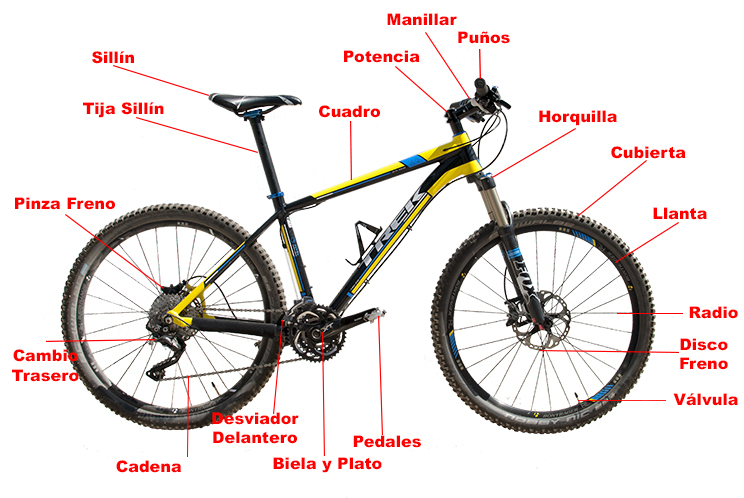 Manillar
Puños
Potencia
Sillín
Tija Sillín
Cuadro
Horquilla
Cubierta
Pinza Freno
Llanta
TREK
FOX
Radio
Disco
Freno
Cambio
Trasero
Válvula
Desviador
Delantero
Pedales
Cadena
Biela y Plato